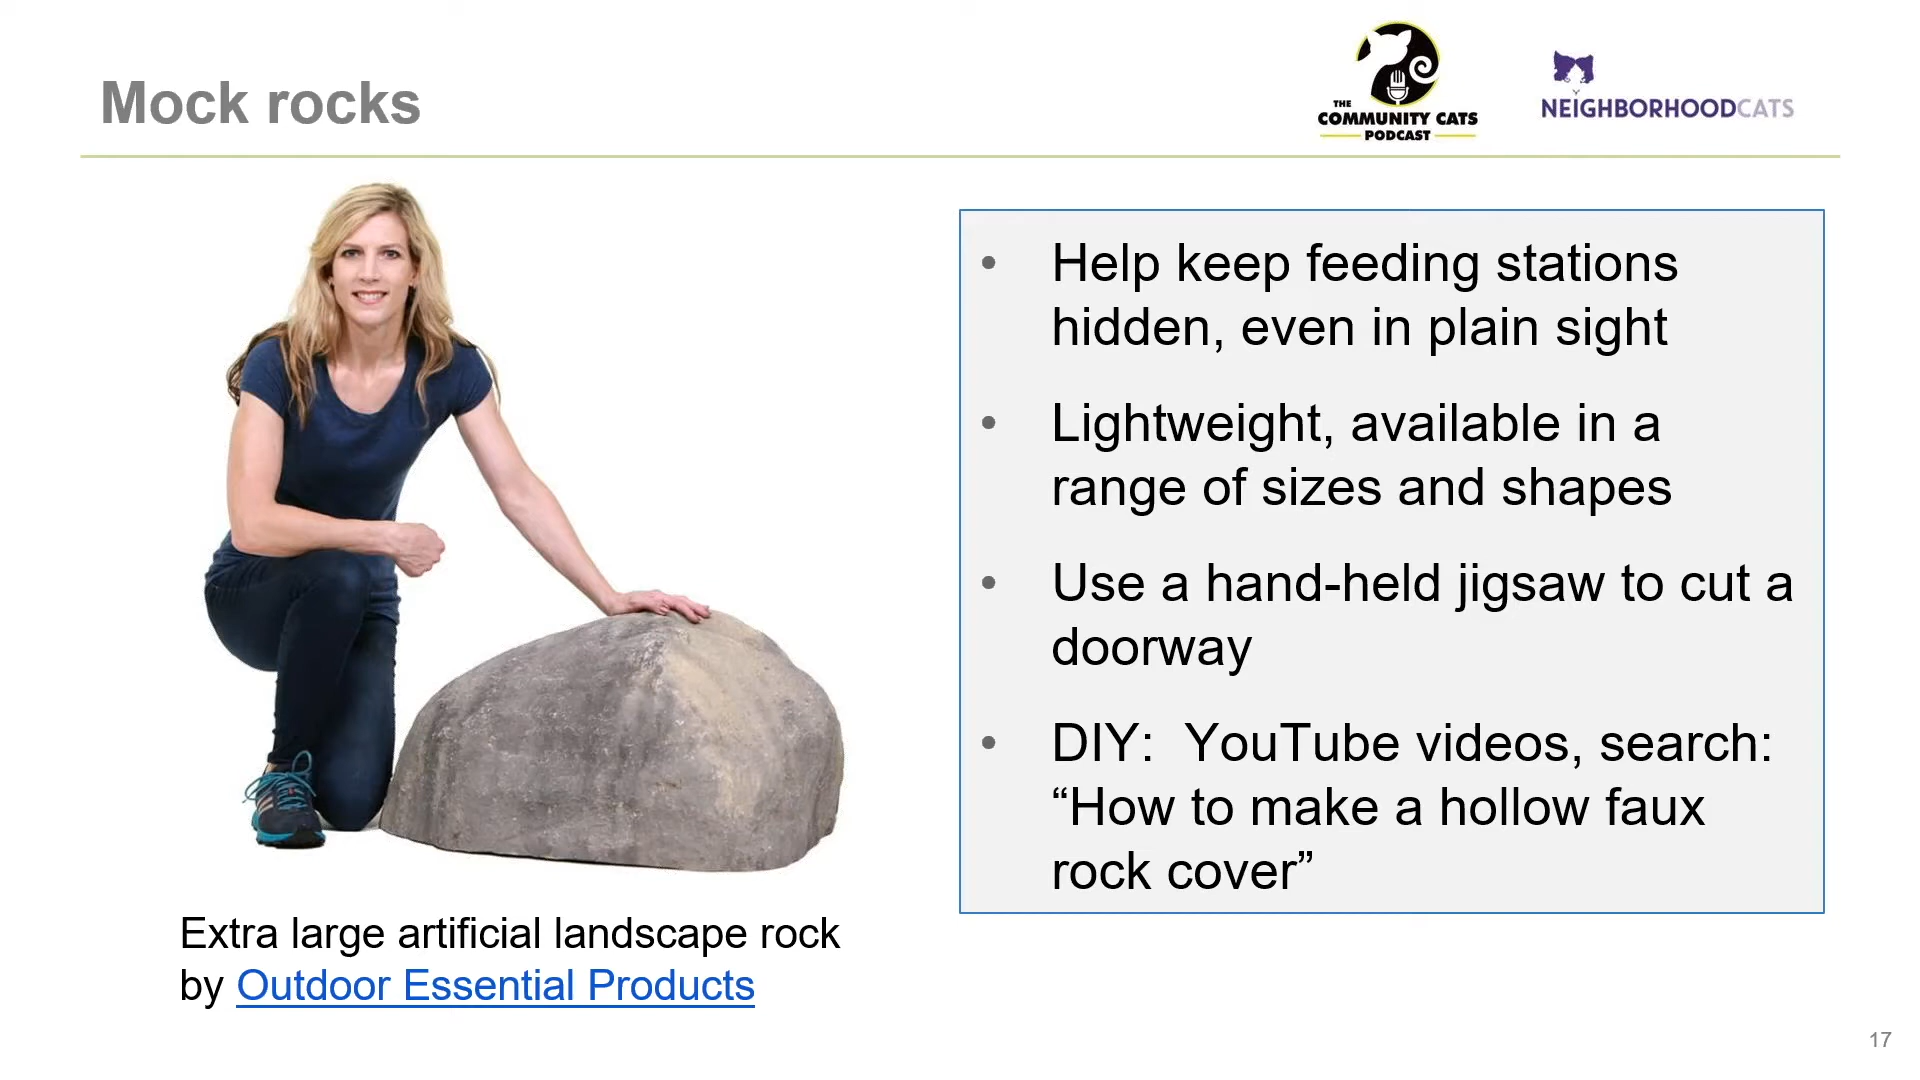 Mock rocks
THE
COMMUNITY CATS
PODCAST
NEIGHBORHOODCATS
• Help keep feeding stations
hidden, even in plain sight
• Lightweight, available in a
range of sizes and shapes
• Use a hand-held jigsaw to cut a
doorway
• DIY:  YouTube videos, search:
“How to make a hollow faux
rock cover”
Extra large artificial landscape rock
by Outdoor Essential Products
17